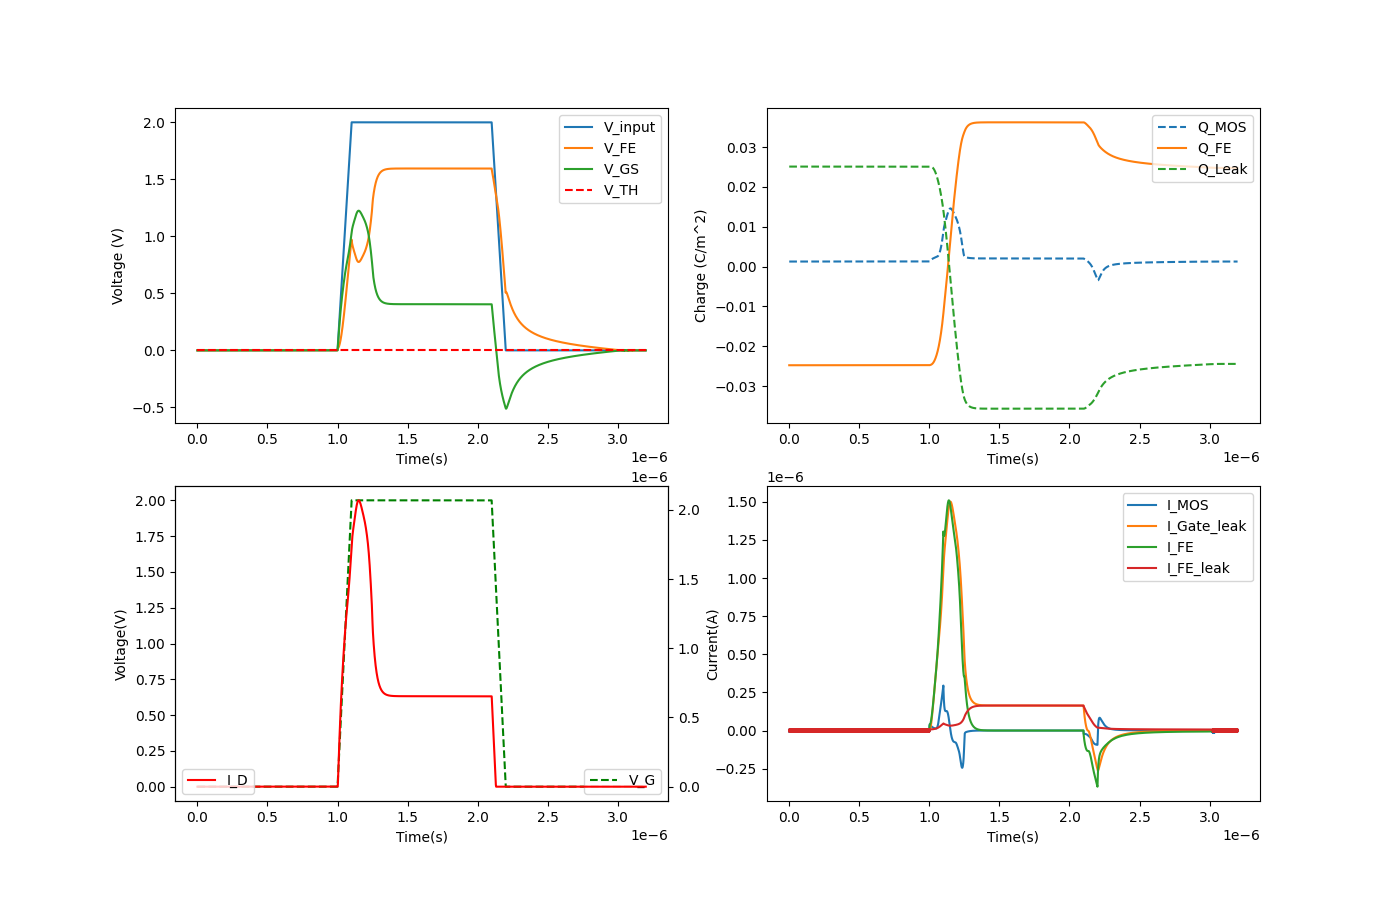 2.0
1.5
1.0
0.5
0.0
−0.5
Voltage (V)
V_input
V_FE
V_GS
V_TH
0.0 0.5 1.0 1.5 2.0 2.5 3.0
Time(s)
1e−6
0.03
0.02
0.01
0.00
−0.01
−0.02
−0.03
Charge (C/m^2)
Q_MOS
Q_FE
Q_Leak
0.0 0.5 1.0 1.5 2.0 2.5 3.0
Time(s)
1e−6
2.00
1.75
1.50
1.25
1.00
0.75
0.50
0.25
0.00
Voltage(V)
I_D
V_G
1e−6
2.0
1.5
1.0
0.5
0.0
0.0 0.5 1.0 1.5 2.0 2.5 3.0
Time(s)
1e−6
1e−6
1.50
1.25
1.00
0.75
0.50
0.25
0.00
−0.25
Current(A)
I_MOS
I_Gate_leak
I_FE
I_FE_leak
0.0 0.5 1.0 1.5 2.0 2.5 3.0
Time(s)
1e−6